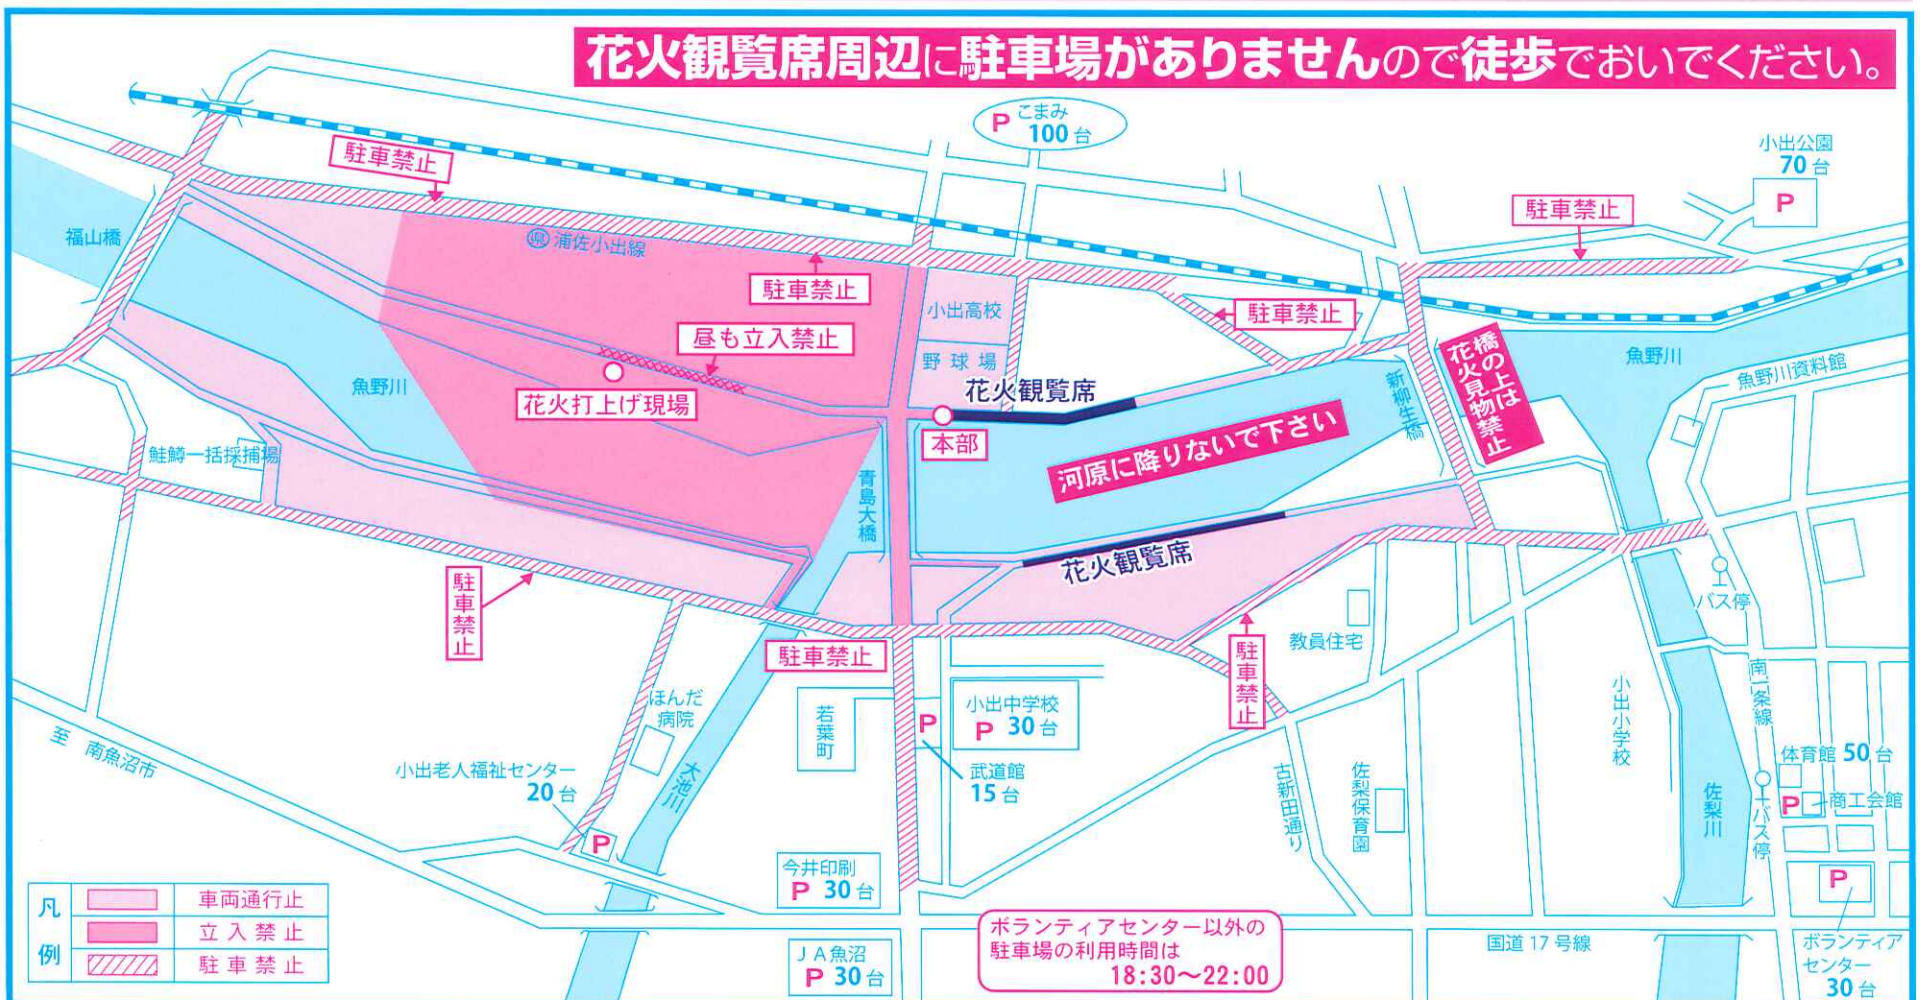 花火観覧席周辺に駐車場がありませんので徒歩でおいでください。
P こまみ
100台
小出公園
70台
P
駐車禁止
駐車禁止
福山橋
県 浦佐小出線
駐車禁止
小出高校
駐車禁止
昼も立入禁止
野球場
花火観覧席
魚野川
花火打上げ現場
本部
河原に降りないで下さい
新柳生橋
橋の上は
花火見物禁止
魚野川
魚野川資料館
鮭鱒一括採捕場
青島大橋
花火観覧席
駐車禁止
駐車禁止
駐車禁止
教員住宅
バス停
ほんだ
病院
若葉町
P
小出中学校
P 30台
武道館
15台
小出小学校
南二条線
体育館 50台
P
商工会館
バス停
至 南魚沼市
小出老人福祉センター
20台
P
大池川
古新田通り
佐梨保育園
佐梨川
今井印刷
P 30台
P
凡例
車両通行止
立入禁止
駐車禁止
JA魚沼
P 30台
ボランティアセンター以外の
駐車場の利用時間は
18:30～22:00
国道17号線
ボランティア
センター
30台